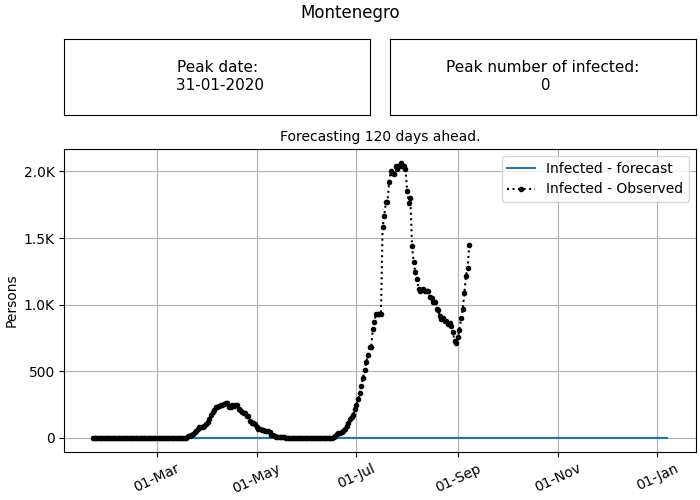 Montenegro
Peak date:
31-01-2020
Peak number of infected:
0
Forecasting 120 days ahead.
Infected - forecast
Infected - Observed
2.0K
1.5K
1.0K
500
0
Persons
01-Mar
01-May
01-Jul
01-Sep
01-Nov
01-Jan